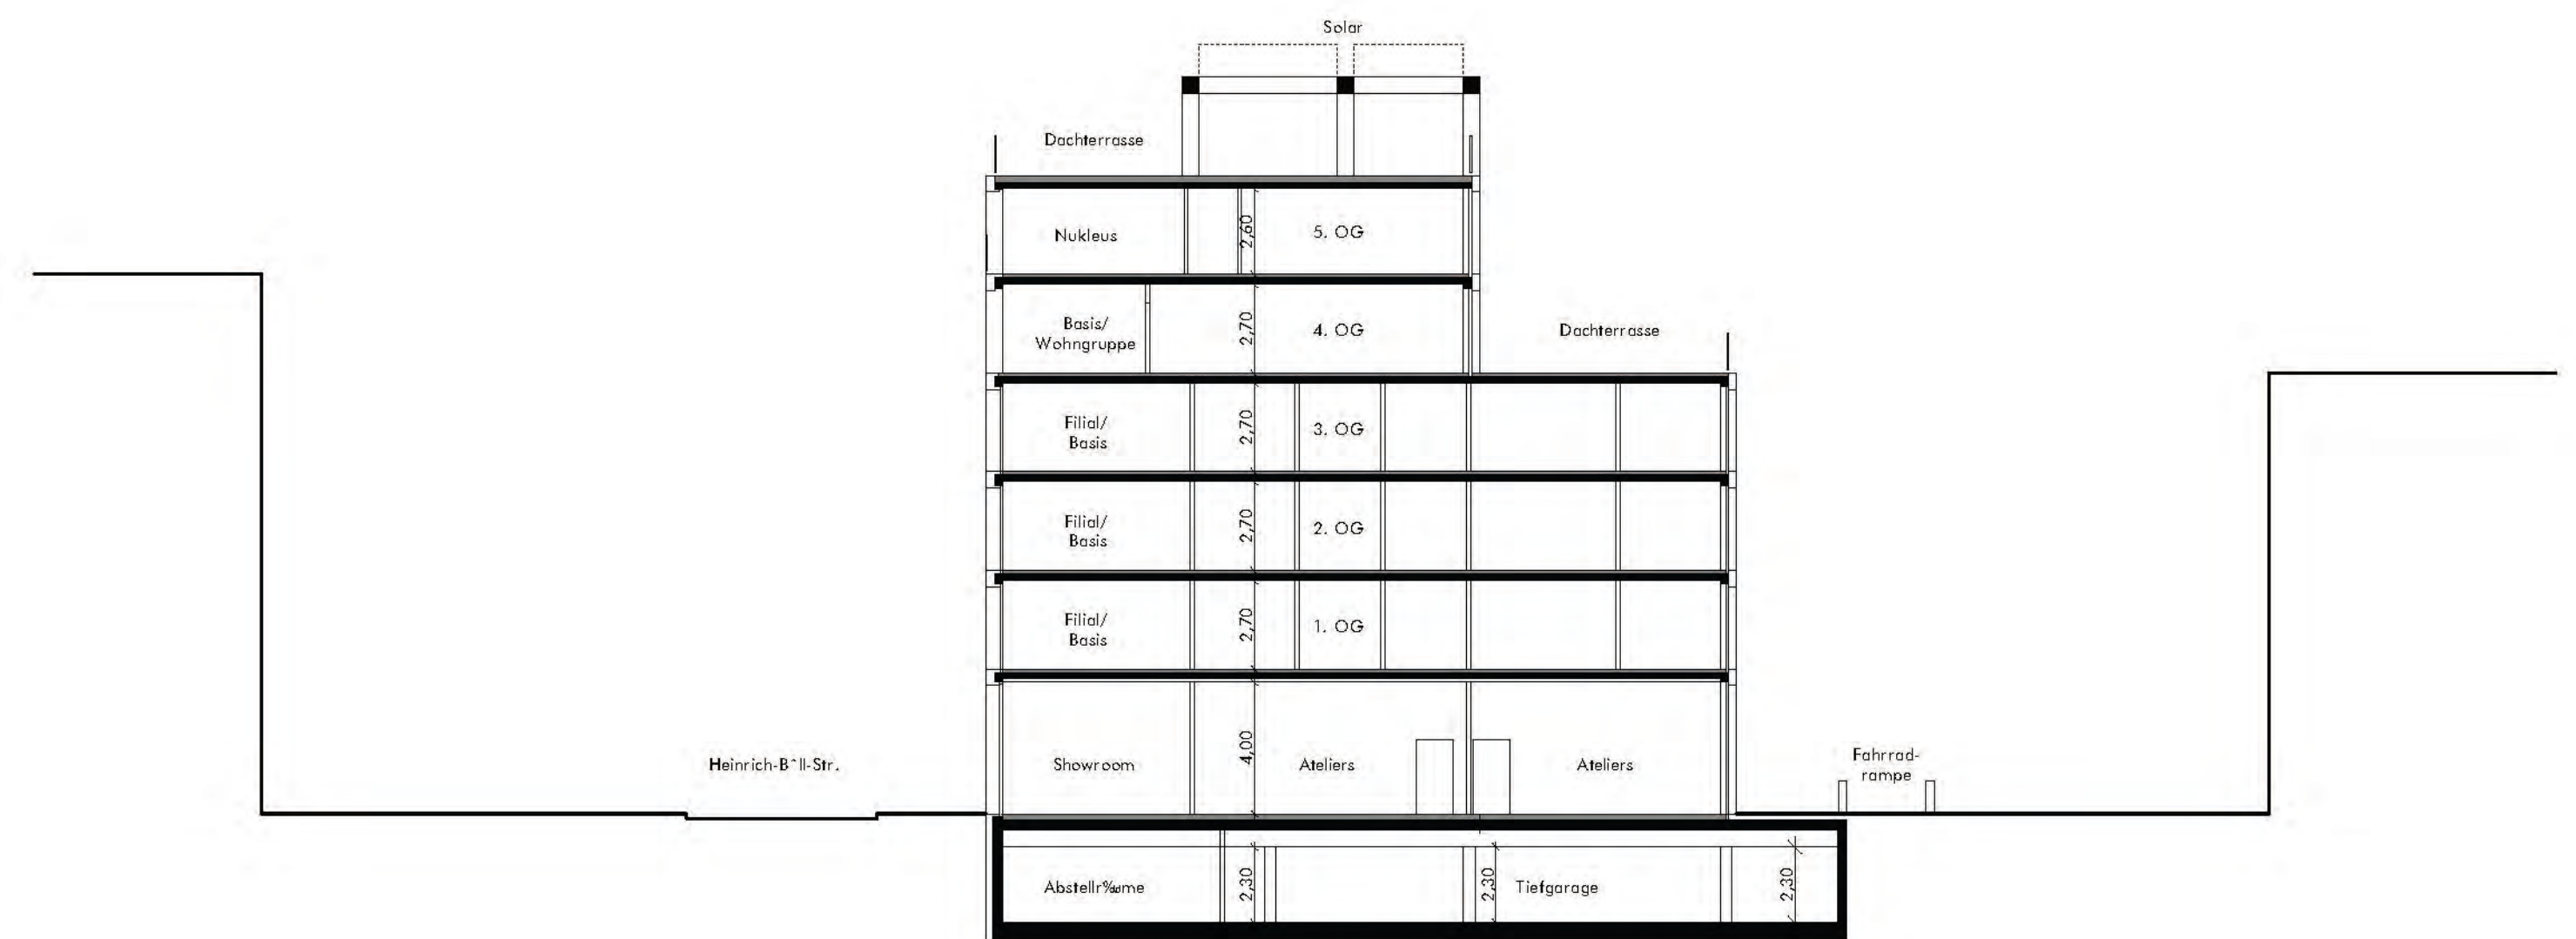 Solar
Dachterrasse
Nukleus
2,60
5. OG
Basis/
Wohngruppe
2,70
4. OG
Dachterrasse
Filial/
Basis
2,70
3. OG
Filial/
Basis
2,70
2. OG
Filial/
Basis
2,70
1. OG
Heinrich-Bˆll-Str.
Showroom
4,00
Ateliers
Ateliers
Fahrrad-
rampe
Abstellr‰ume
2,30
2,30
Tiefgarage
2,30